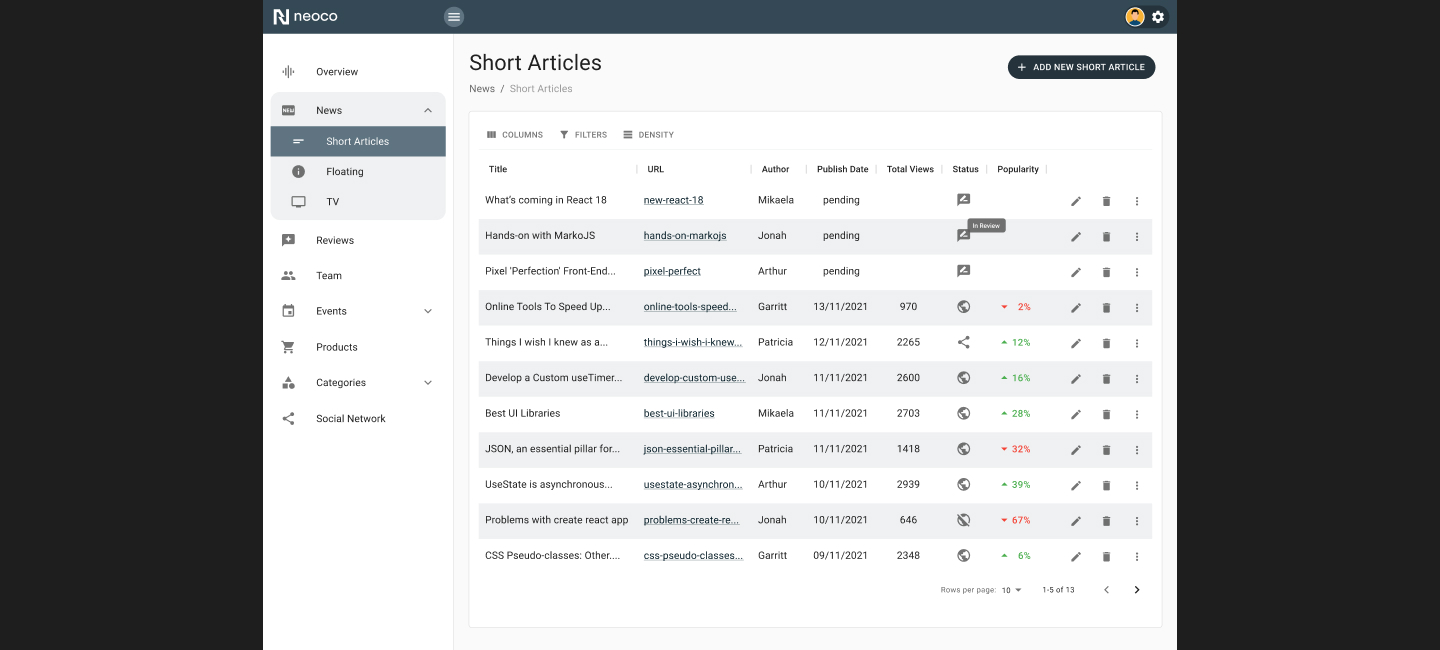 neoco
Overview
NEW News
Short Articles
Floating
TV
Reviews
Team
Events
Products
Categories
Social Network
Short Articles
News / Short Articles
+ ADD NEW SHORT ARTICLE
COLUMNS FILTERS DENSITY
Title URL Author Publish Date Total Views Status Popularity
What's coming in React 18 new-react-18 Mikaela pending
In Review
Hands-on with MarkoJS hands-on-markojs Jonah pending
Pixel 'Perfection' Front-End... pixel-perfect Arthur pending
Online Tools To Speed Up... online-tools-speed... Garritt 13/11/2021 970 2%
Things I wish I knew as a... things-i-wish-i-knew... Patricia 12/11/2021 2265 12%
Develop a Custom useTimer... develop-custom-use... Jonah 11/11/2021 2600 16%
Best UI Libraries best-ui-libraries Mikaela 11/11/2021 2703 28%
JSON, an essential pillar for... json-essential-pillar... Patricia 11/11/2021 1418 32%
UseState is asynchronous... usestate-asynchron... Arthur 10/11/2021 2939 39%
Problems with create react app problems-create-re... Jonah 10/11/2021 646 67%
CSS Pseudo-classes: Other.... css-pseudo-classes... Garritt 09/11/2021 2348 6%
Rows per page: 10 1-5 of 13